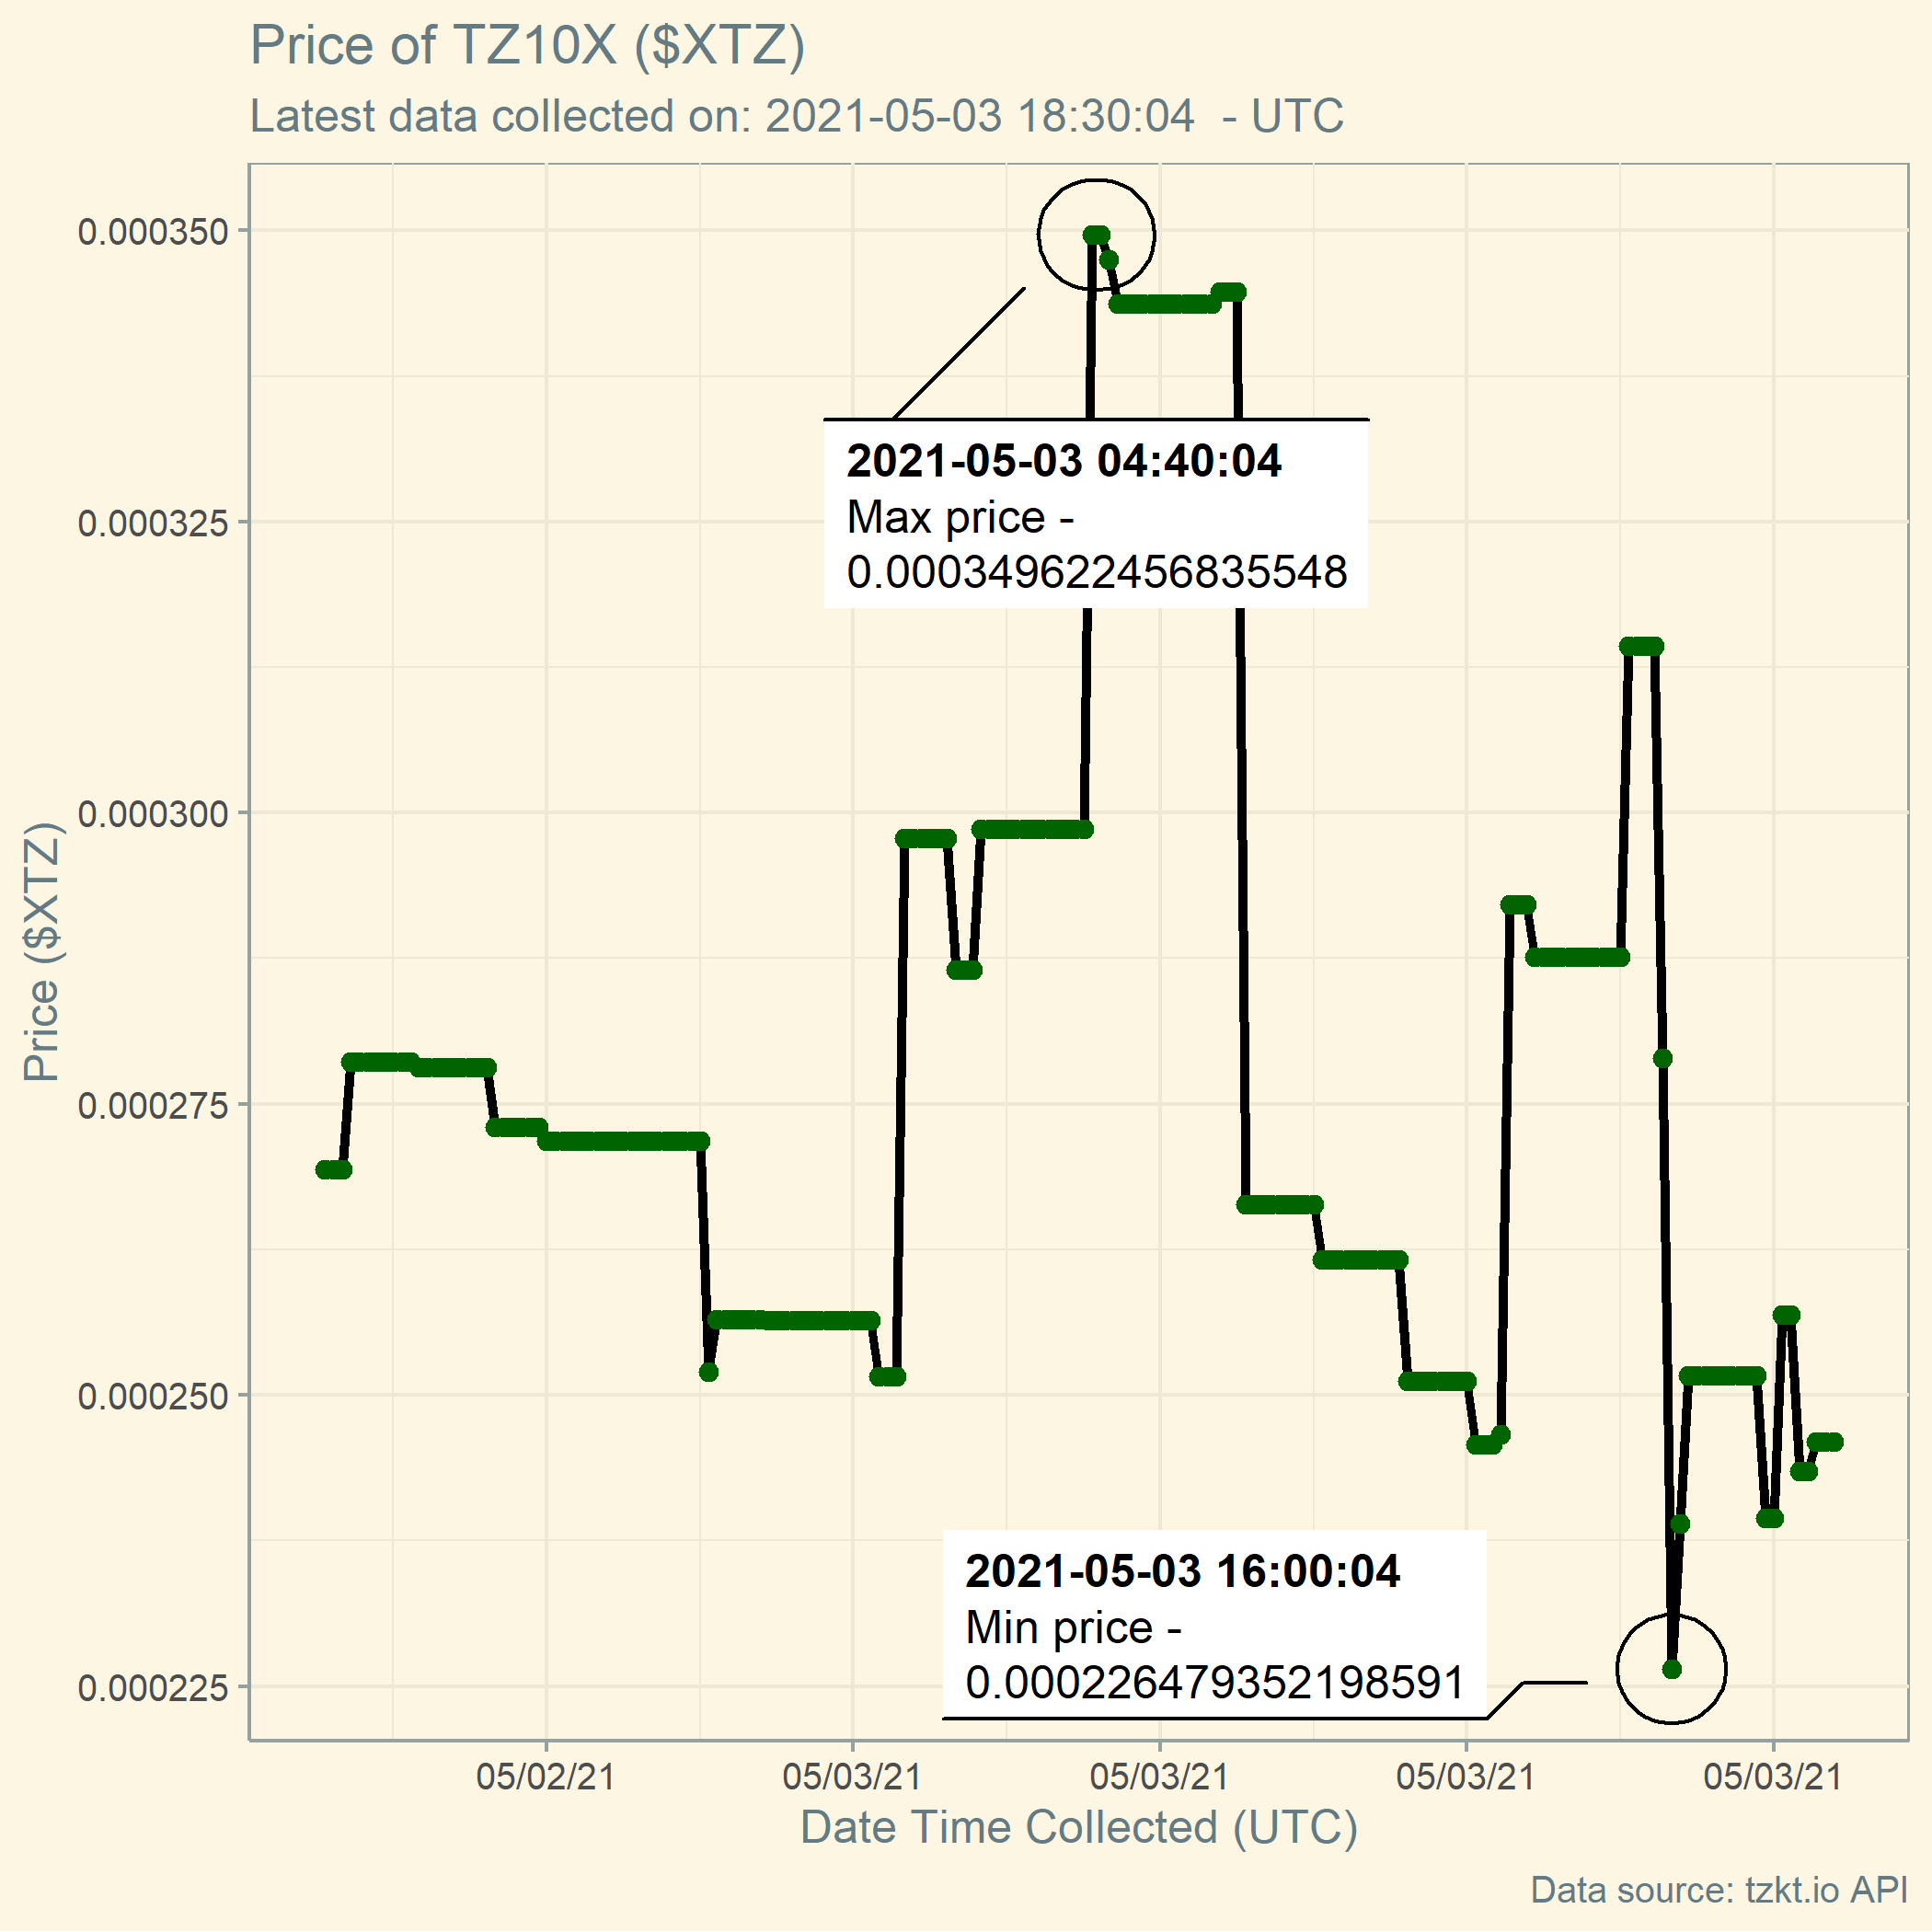 Price of TZ10X ($XTZ)
Latest data collected on: 2021-05-03 18:30:04  - UTC
0.000350
0.000325
0.000300
0.000275
0.000250
0.000225
Price ($XTZ)
2021-05-03 04:40:04
Max price -
0.000349622456835548
2021-05-03 16:00:04
Min price -
0.000226479352198591
05/02/21
05/03/21
05/03/21
05/03/21
05/03/21
Date Time Collected (UTC)
Data source: tzkt.io API